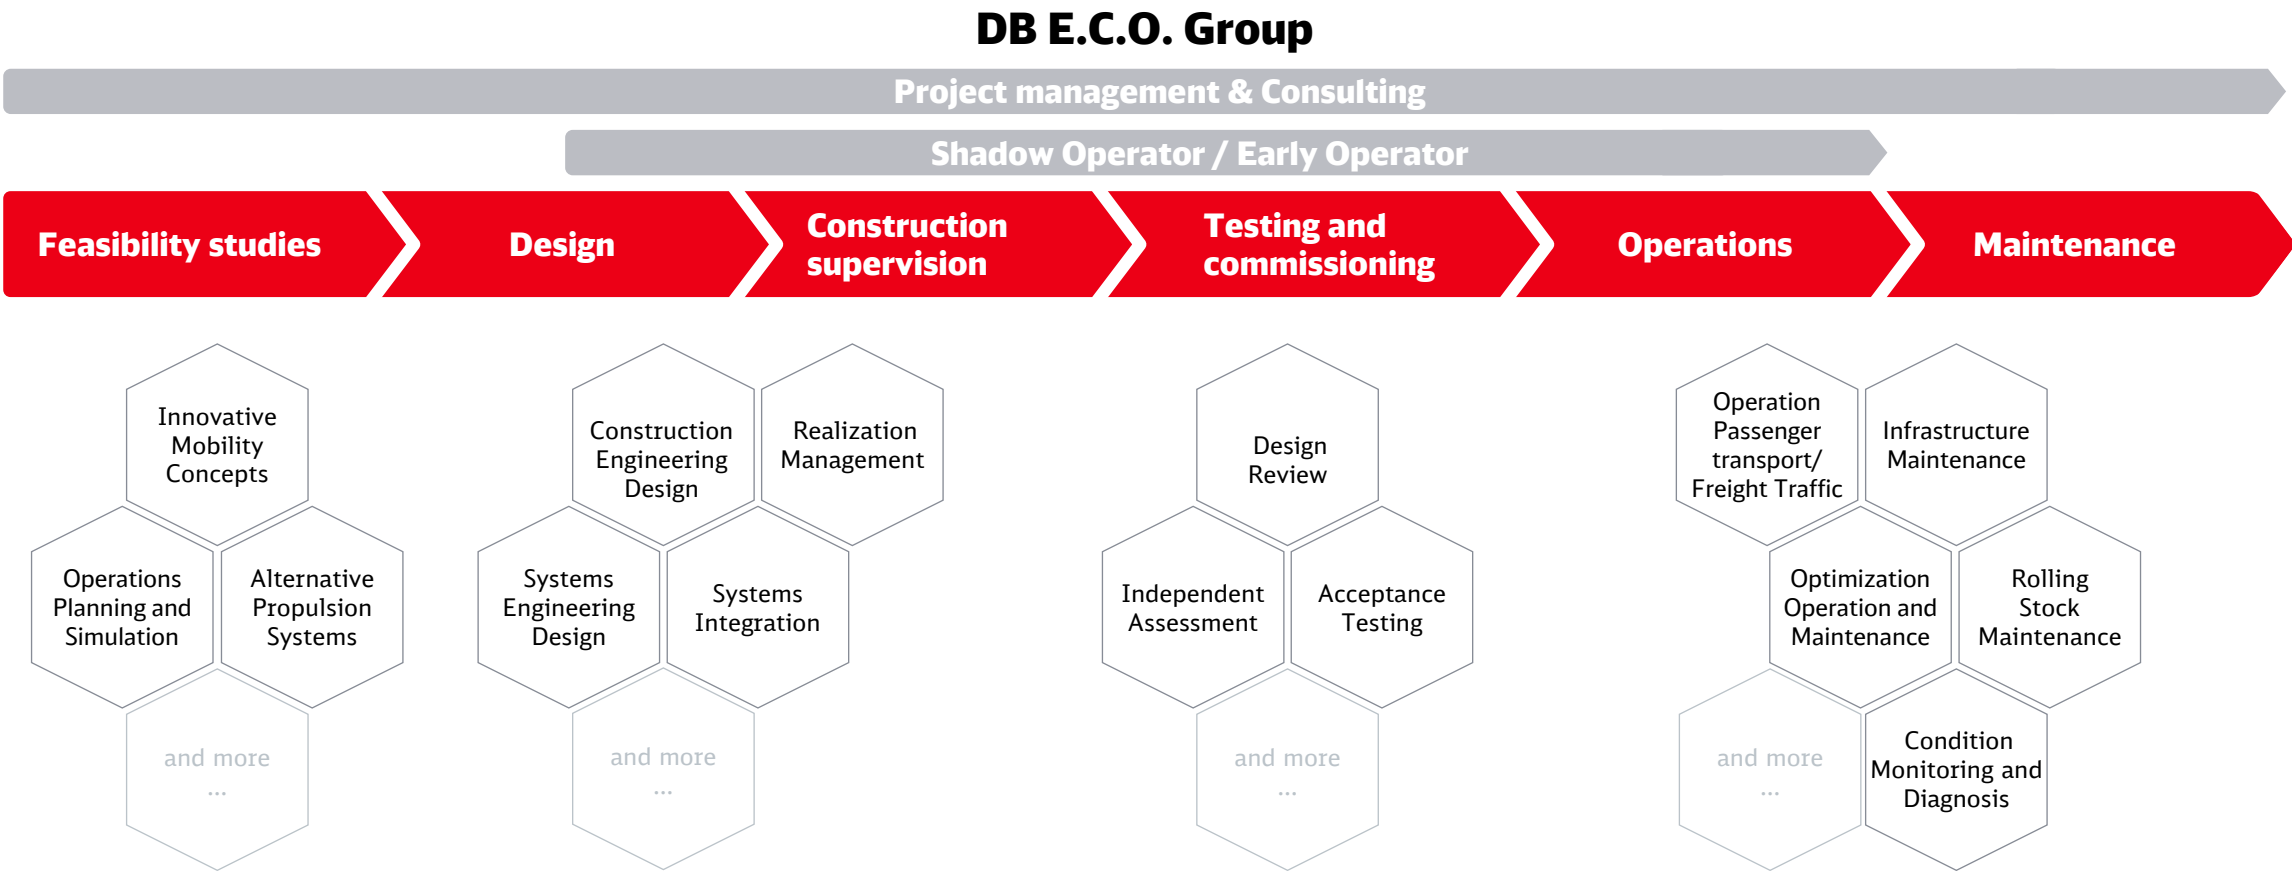 DB E.C.O. Group
Project management & Consulting
Shadow Operator / Early Operator
Feasibility studies
Design
Construction
supervision
Testing and
commissioning
Operations
Maintenance
Innovative
Mobility
Concepts
Operations
Planning and
Simulation
Alternative
Propulsion
Systems
and more
...
Construction
Engineering
Design
Realization
Management
Systems
Engineering
Design
Systems
Integration
and more
...
Design
Review
Independent
Assessment
Acceptance
Testing
and more
...
Operation
Passenger
transport/
Freight Traffic
Infrastructure
Maintenance
Optimization
Operation and
Maintenance
Rolling
Stock
Maintenance
and more
...
Condition
Monitoring and
Diagnosis